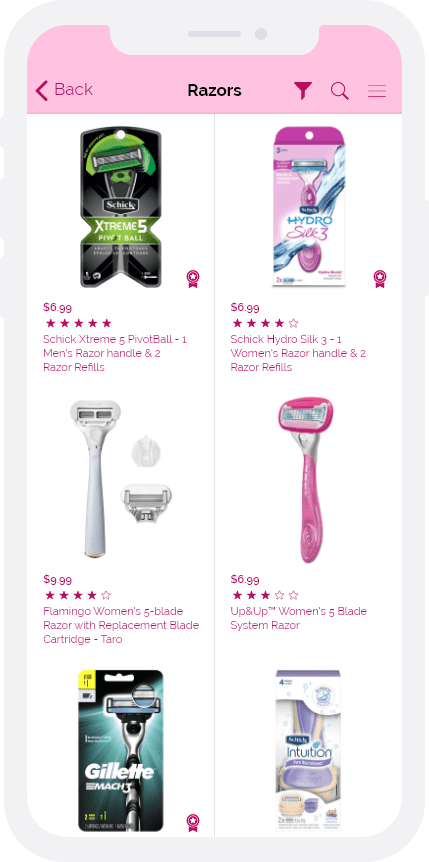 Back
Razors
Schick
XTREME5
PIVOT BALL
Schick
HYDRO
Silk 3
$6.99
Schick Xtreme 5 PivotBall - 1
Men's Razor handle & 2
Razor Refills
$6.99
Schick Hydro Silk 3 - 1
Women's Razor handle & 2
Razor Refills
$9.99
Flamingo Women's 5-blade
Razor with Replacement Blade
Cartridge - Taro
$6.99
Up&Up™ Women's 5 Blade
System Razor
Gillette
MACH3
Schick
Intuition